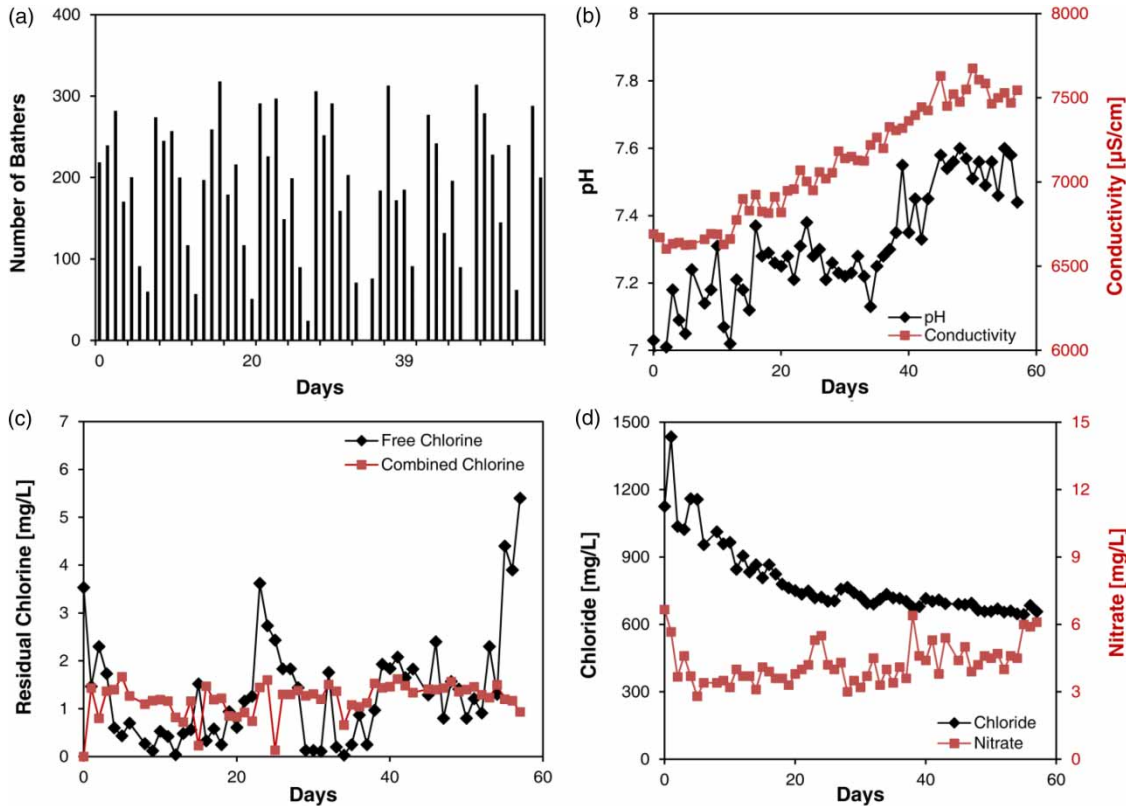 (a)
400
300
200
100
0
Number of Bathers
0
20
39
Days
(b)
8
7.8
7.6
7.4
7.2
7
pH
8000
7500
7000
6500
6000
Conductivity [µS/cm]
pH
Conductivity
0
20
40
60
Days
(c)
7
6
5
4
3
2
1
0
Residual Chlorine [mg/L]
Free Chlorine
Combined Chlorine
0
20
40
60
Days
(d)
1500
1200
900
600
300
0
Chloride [mg/L]
15
12
9
6
3
0
Nitrate [mg/L]
Chloride
Nitrate
0
20
40
60
Days